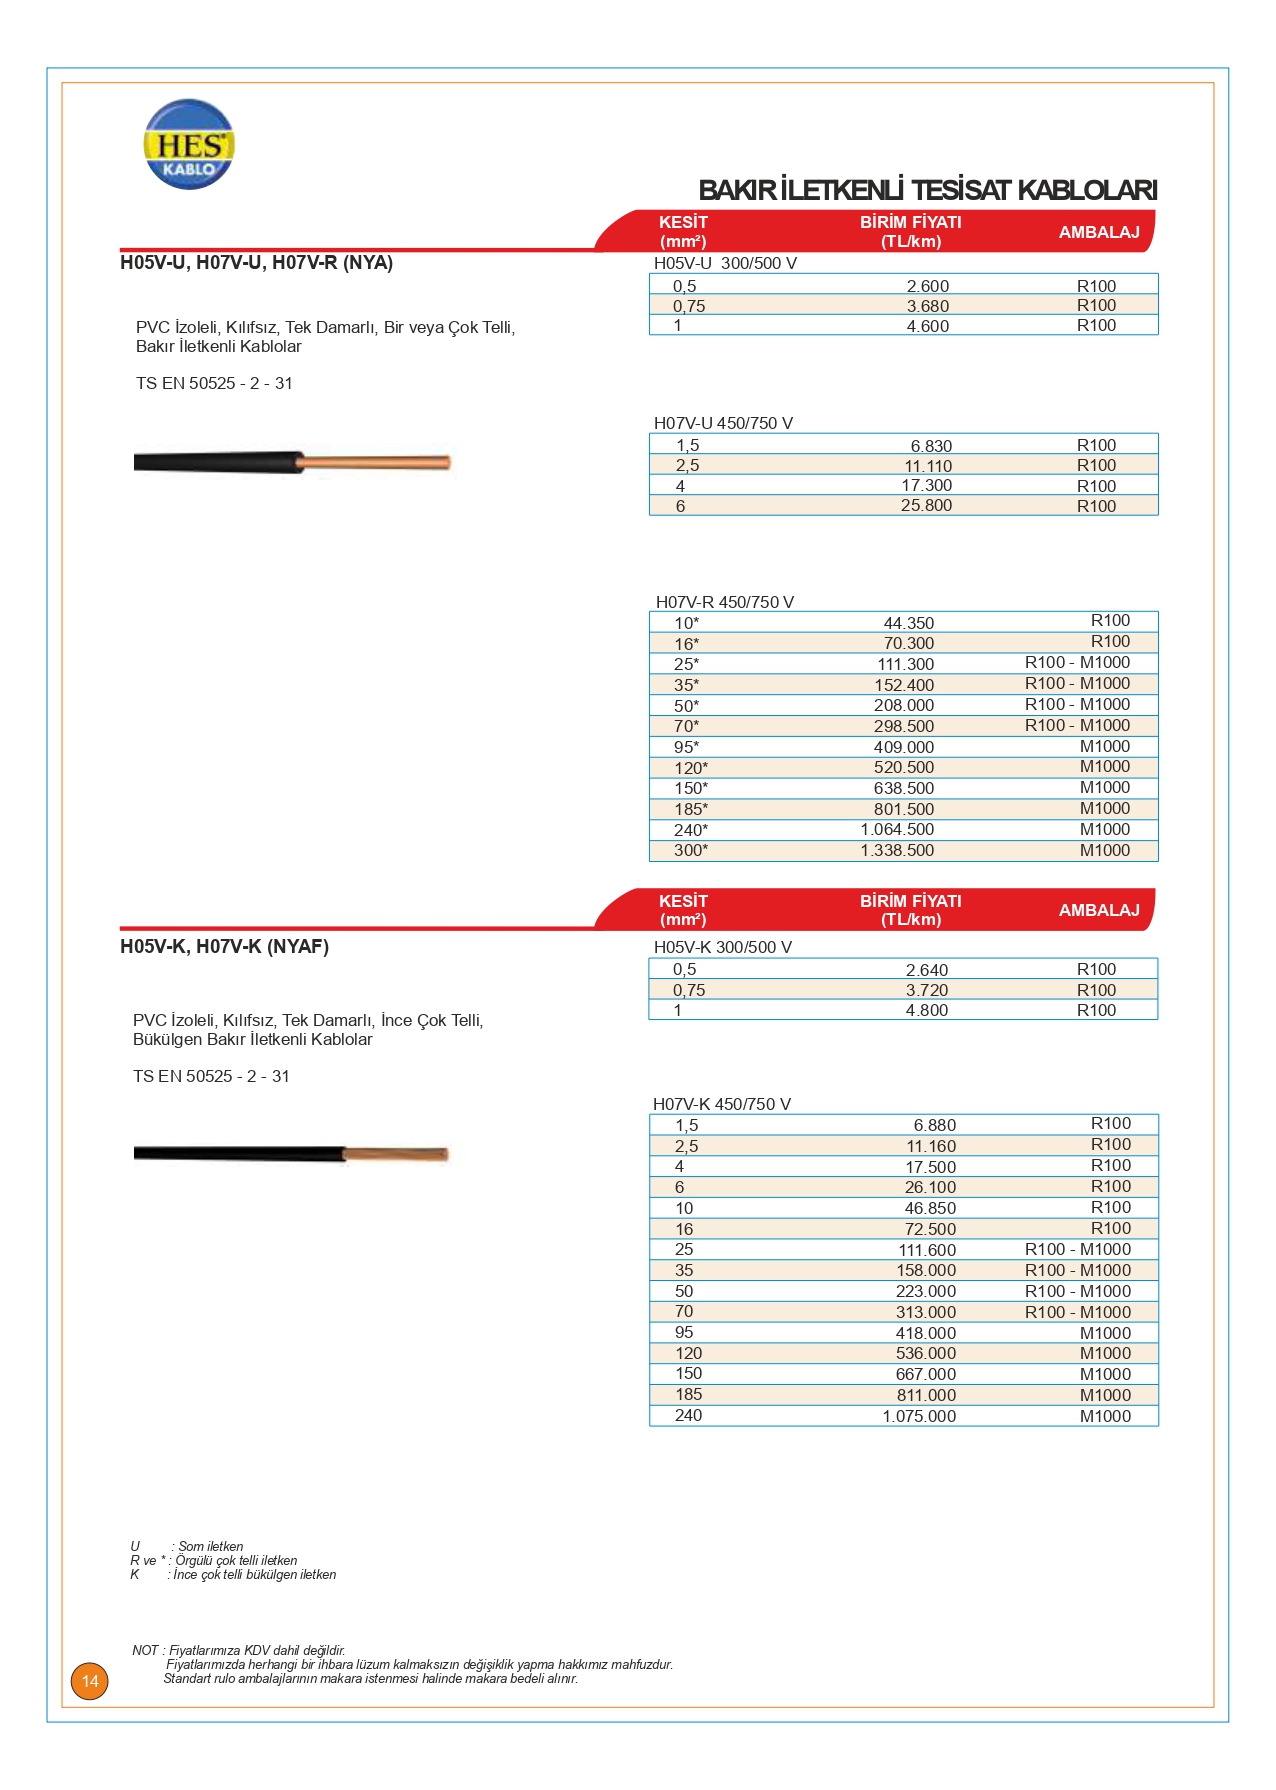 HES®
KABLO
BAKIR İLETKENLİ TESİSAT KABLOLARI
KESİT (mm²) BİRİM FİYATI (TL/km) AMBALAJ
H05V-U, H07V-U, H07V-R (NYA)
PVC İzoleli, Kılıfsız, Tek Damarlı, Bir veya Çok Telli,
Bakır İletkenli Kablolar
TS EN 50525 - 2 - 31
H05V-U 300/500 V
0,5 2.600 R100
0,75 3.680 R100
1 4.600 R100
H07V-U 450/750 V
1,5 6.830 R100
2,5 11.110 R100
4 17.300 R100
6 25.800 R100
H07V-R 450/750 V
10* 44.350 R100
16* 70.300 R100
25* 111.300 R100 - M1000
35* 152.400 R100 - M1000
50* 208.000 R100 - M1000
70* 298.500 R100 - M1000
95* 409.000 M1000
120* 520.500 M1000
150* 638.500 M1000
185* 801.500 M1000
240* 1.064.500 M1000
300* 1.338.500 M1000
KESİT (mm²) BİRİM FİYATI (TL/km) AMBALAJ
H05V-K, H07V-K (NYAF)
PVC İzoleli, Kılıfsız, Tek Damarlı, İnce Çok Telli,
Bükülgen Bakır İletkenli Kablolar
TS EN 50525 - 2 - 31
H05V-K 300/500 V
0,5 2.640 R100
0,75 3.720 R100
1 4.800 R100
H07V-K 450/750 V
1,5 6.880 R100
2,5 11.160 R100
4 17.500 R100
6 26.100 R100
10 46.850 R100
16 72.500 R100
25 111.600 R100 - M1000
35 158.000 R100 - M1000
50 223.000 R100 - M1000
70 313.000 R100 - M1000
95 418.000 M1000
120 536.000 M1000
150 667.000 M1000
185 811.000 M1000
240 1.075.000 M1000
U : Som iletken
R ve * : Örgülü çok telli iletken
K : İnce çok telli bükülgen iletken
NOT : Fiyatlarımıza KDV dahil değildir.
Fiyatlarımızda herhangi bir ihbara lüzum kalmaksızın değişiklik yapma hakkımız mahfuzdur.
Standart rulo ambalajlarının makara istenmesi halinde makara bedeli alınır.
14